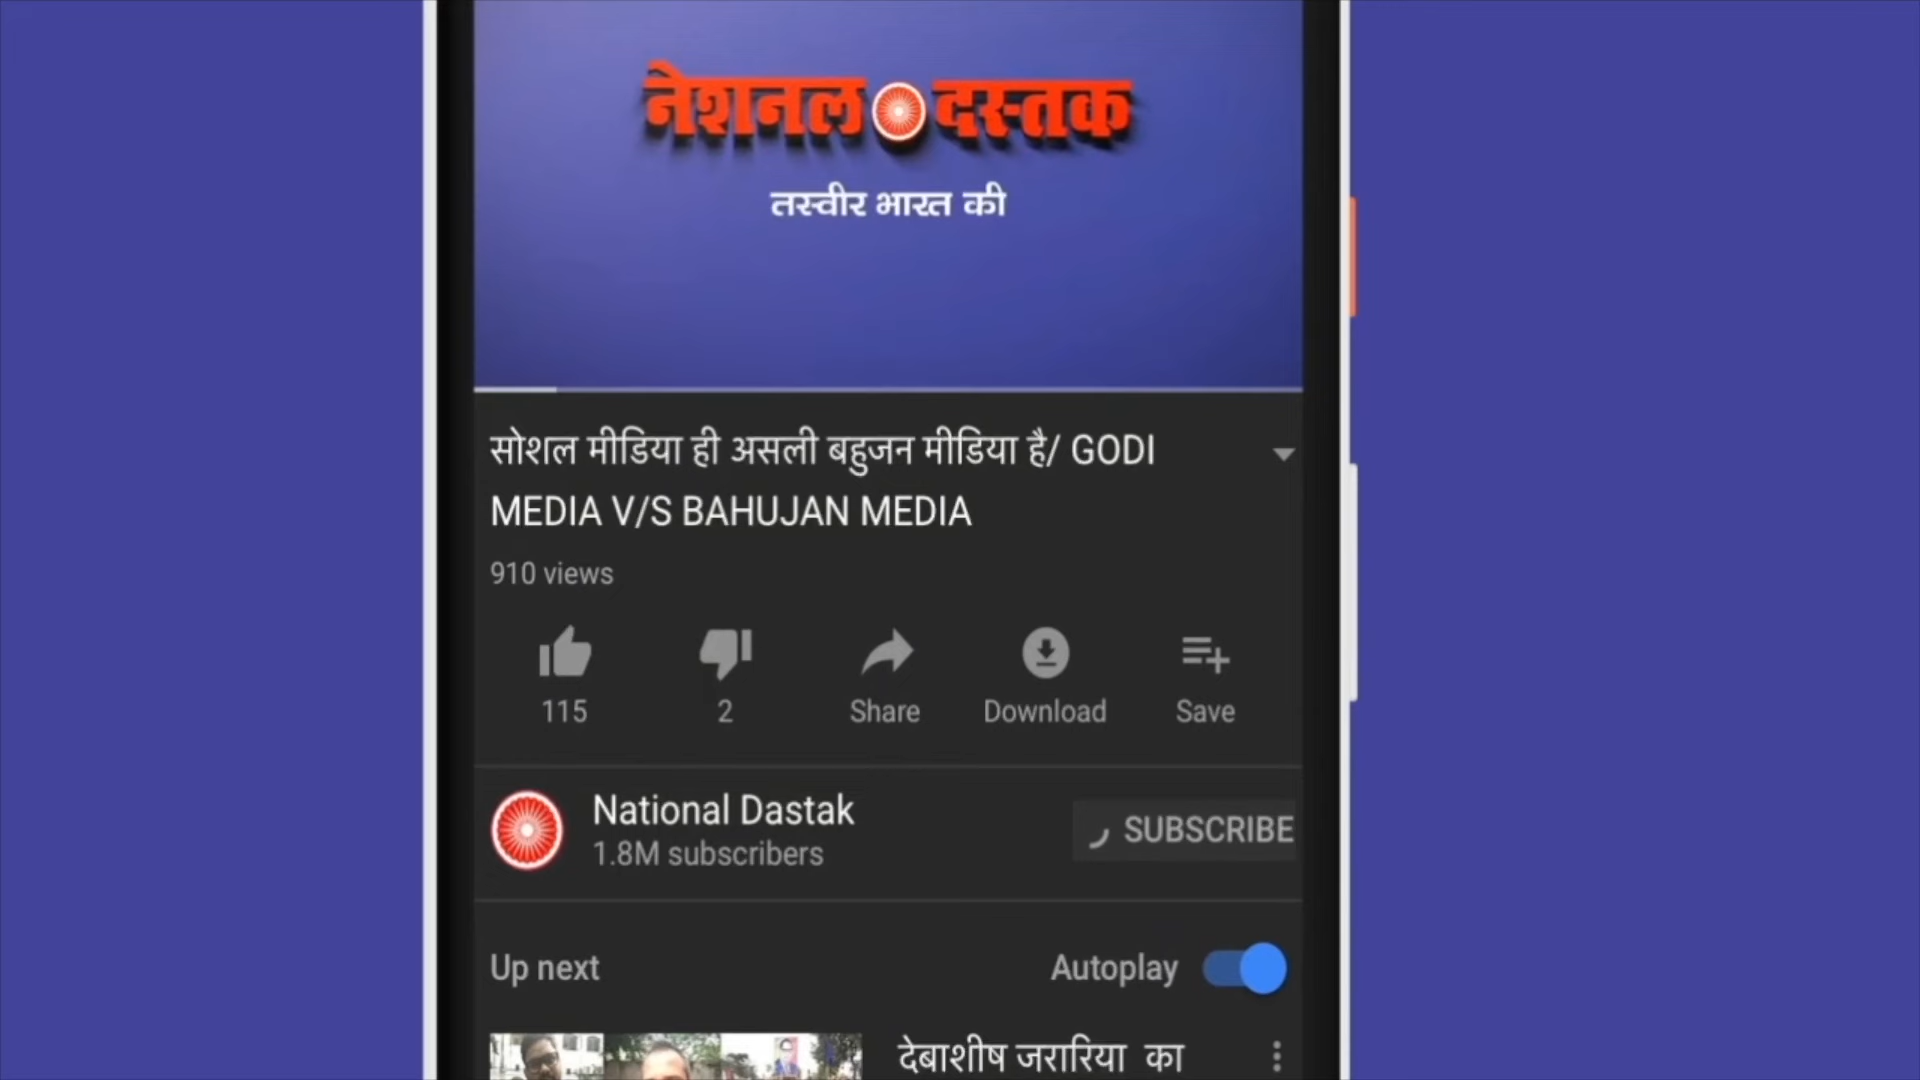 नेशनल दस्तक
तस्वीर भारत की
सोशल मीडिया ही असली बहुजन मीडिया है/ GODI
MEDIA V/S BAHUJAN MEDIA
910 views
115
2
Share
Download
Save
National Dastak
1.8M subscribers
SUBSCRIBE
Up next
Autoplay
देबाशीष जरारिया का